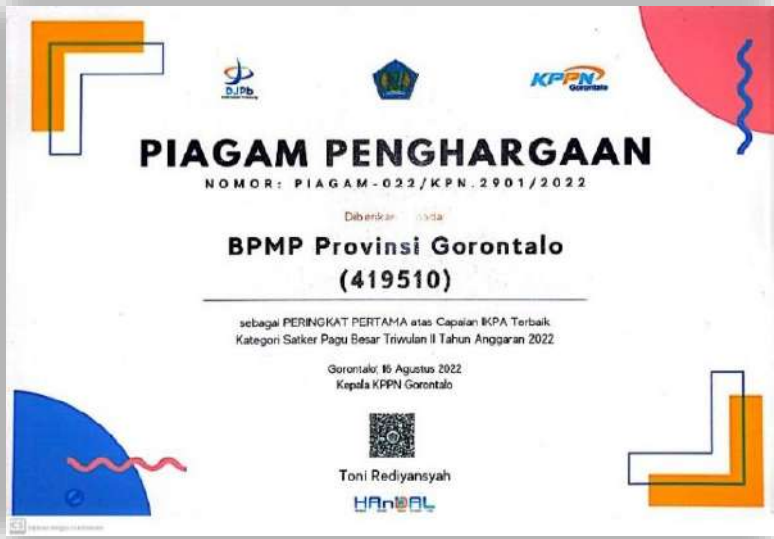 DJPb
KPPN
Gorontalo
PIAGAM PENGHARGAAN
NOMOR: PIAGAM-022/KPN.2901/2022
Diberikan
BPMP Provinsi Gorontalo
(419510)
sebagai PERINGKAT PERTAMA atas Capaian IKPA Terbaik
Kategori Satker Pagu Besar Triwulan II Tahun Anggaran 2022
Gorontalo, 16 Agustus 2022
Kepala KPPN Gorontalo
Toni Rediyansyah
HAnDAL
CS